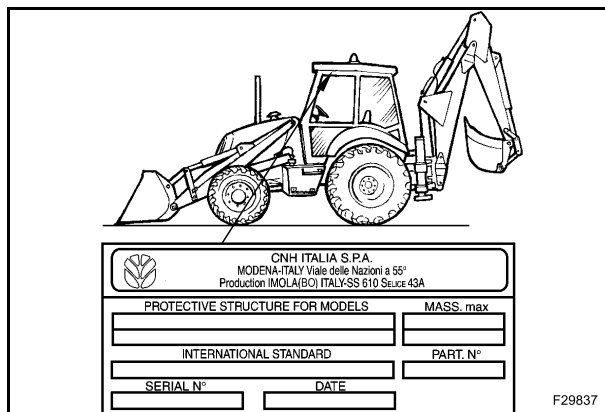 CNH ITALIA S.P.A.
MODENA-ITALY Viale delle Nazioni a 55°
Production IMOLA(BO) ITALY-SS 610 SELICE 43A
PROTECTIVE STRUCTURE FOR MODELS
MASS. max
INTERNATIONAL STANDARD
PART. N°
SERIAL N°
DATE
F29837